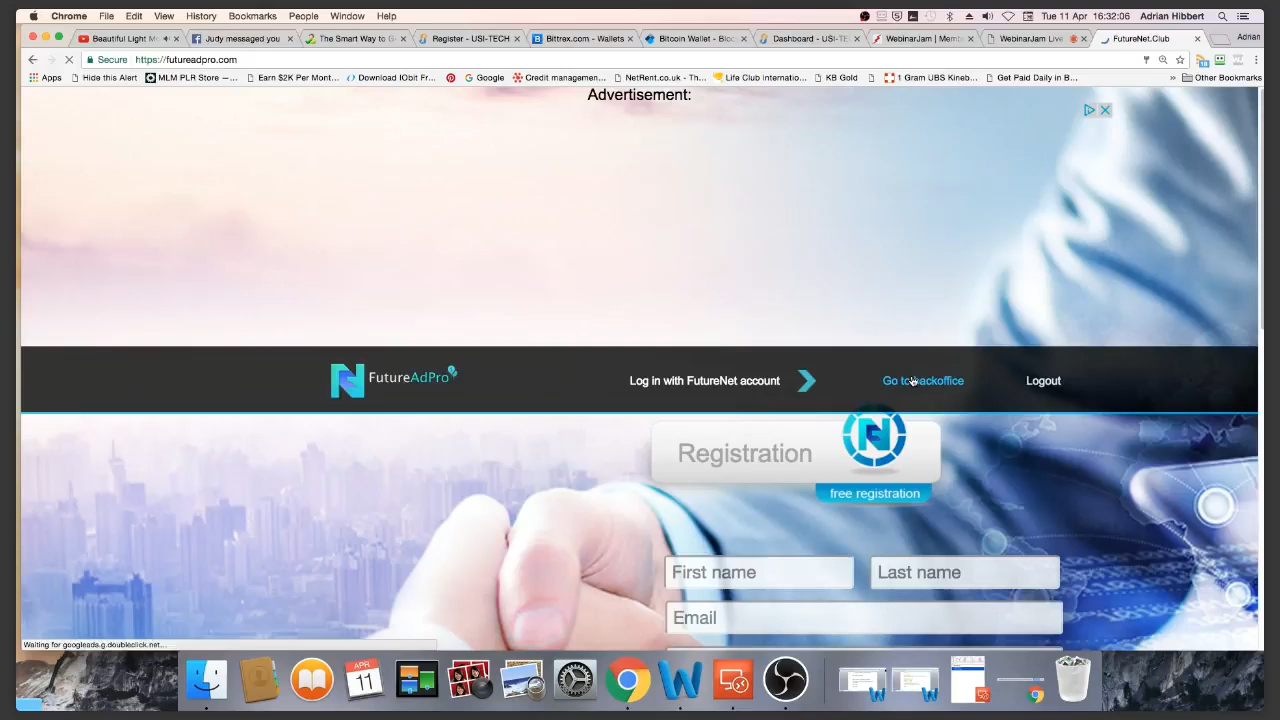 Chrome File Edit View History Bookmarks People Window Help Tue 11 Apr 16:32:06 Adrian Hibbert
Beautiful Light M Judy messaged you The Smart Way to G Register - USI-TECH Bittrex.com - Wallets Bitcoin Wallet - Bloc Dashboard - USI-TE WebinarJam | Memb WebinarJam Live FutureNet.Club Adrian
Secure https://futureadpro.com
Apps Hide this Alert MLM PLR Store —... Earn $2K Per Mont... Download IObit Fr... Google Credit managemen... NetRent.co.uk - Th... Life Club Internatio... KB Gold 1 Gram UBS Kineb... Get Paid Daily in B... » Other Bookmarks
Advertisement:
FutureAdPro
Log in with FutureNet account
Go to backoffice
Logout
Registration
free registration
First name
Last name
Email
Waiting for googleads.g.doubleclick.net...
APR
11